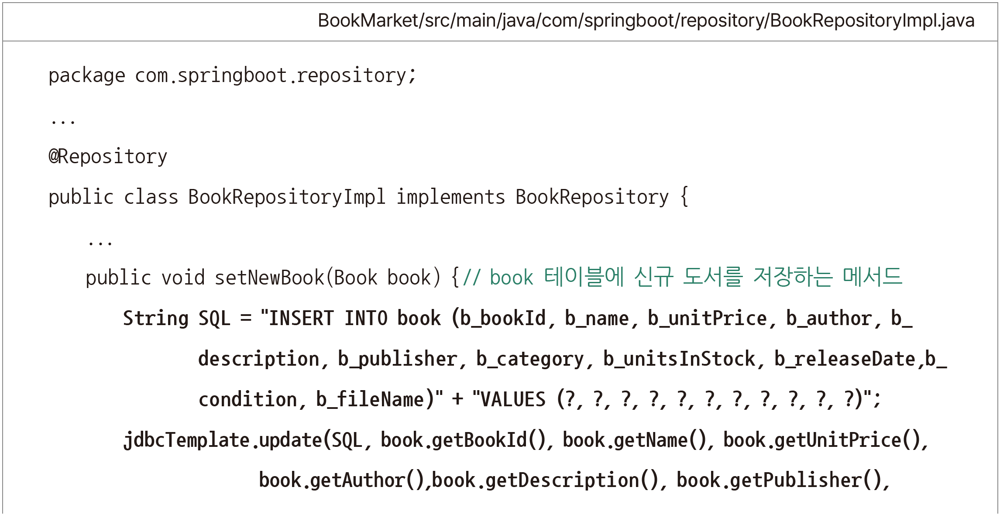 BookMarket/src/main/java/com/springboot/repository/BookRepositoryImpl.java
package com.springboot.repository;
...
@Repository
public class BookRepositoryImpl implements BookRepository {
...
public void setNewBook(Book book) {// book 테이블에 신규 도서를 저장하는 메서드
String SQL = "INSERT INTO book (b_bookId, b_name, b_unitPrice, b_author, b_
description, b_publisher, b_category, b_unitsInStock, b_releaseDate,b_
condition, b_fileName)" + "VALUES (?, ?, ?, ?, ?, ?, ?, ?, ?, ?, ?)";
jdbcTemplate.update(SQL, book.getBookId(), book.getName(), book.getUnitPrice(),
book.getAuthor(),book.getDescription(), book.getPublisher(),